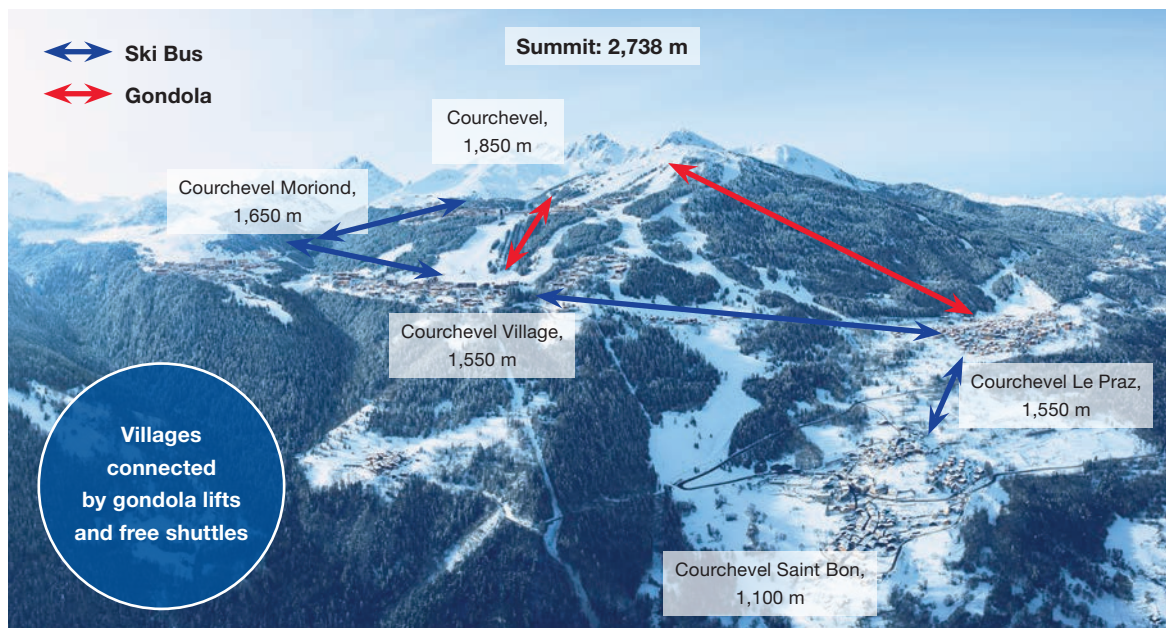 Ski Bus
Gondola
Summit: 2,738 m
Courchevel,
1,850 m
Courchevel Moriond,
1,650 m
Courchevel Village,
1,550 m
Courchevel Le Praz,
1,550 m
Villages
connected
by gondola lifts
and free shuttles
Courchevel Saint Bon,
1,100 m